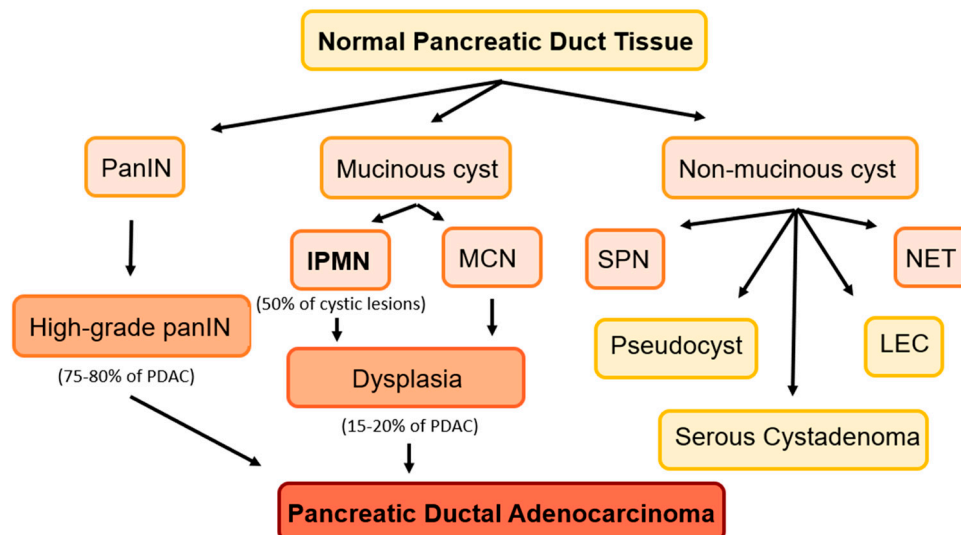 Normal Pancreatic Duct Tissue
PanIN
Mucinous cyst
Non-mucinous cyst
IPMN
MCN
SPN
NET
(50% of cystic lesions)
High-grade panIN
Pseudocyst
LEC
(75-80% of PDAC)
Dysplasia
(15-20% of PDAC)
Serous Cystadenoma
Pancreatic Ductal Adenocarcinoma